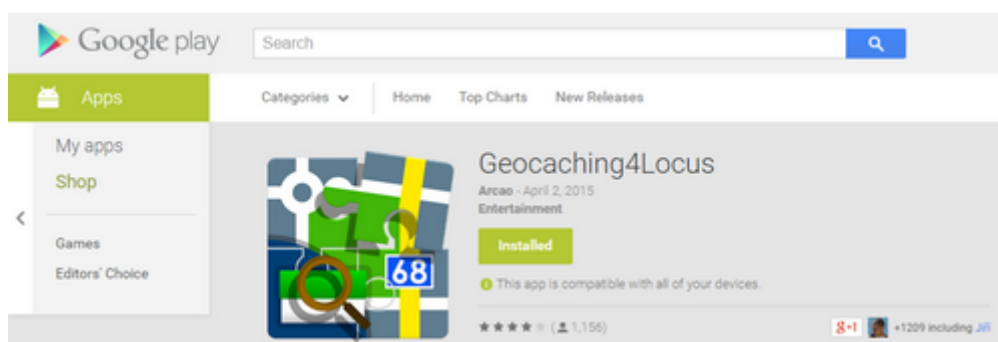 Google play
Search
Apps
Categories
Home
Top Charts
New Releases
My apps
Shop
Games
Editors' Choice
68
Geocaching4Locus
Arcao - April 2, 2015
Entertainment
Installed
This app is compatible with all of your devices.
(1,156)
g+1
+1209 including Jiří